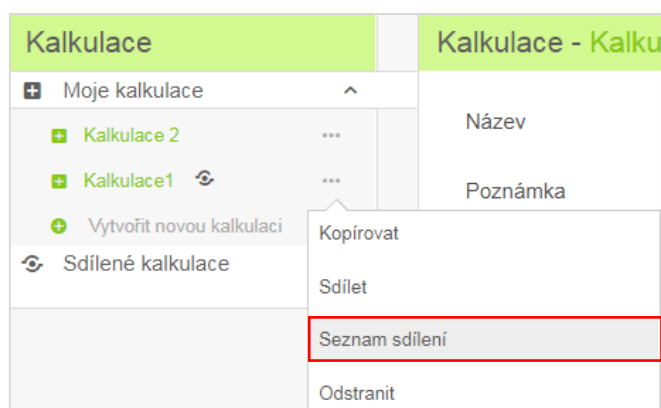 Kalkulace
Kalkulace - Kalku
Moje kalkulace
Kalkulace 2
Kalkulace1
Vytvořit novou kalkulaci
Sdílené kalkulace
Název
Poznámka
Kopírovat
Sdílet
Seznam sdílení
Odstranit